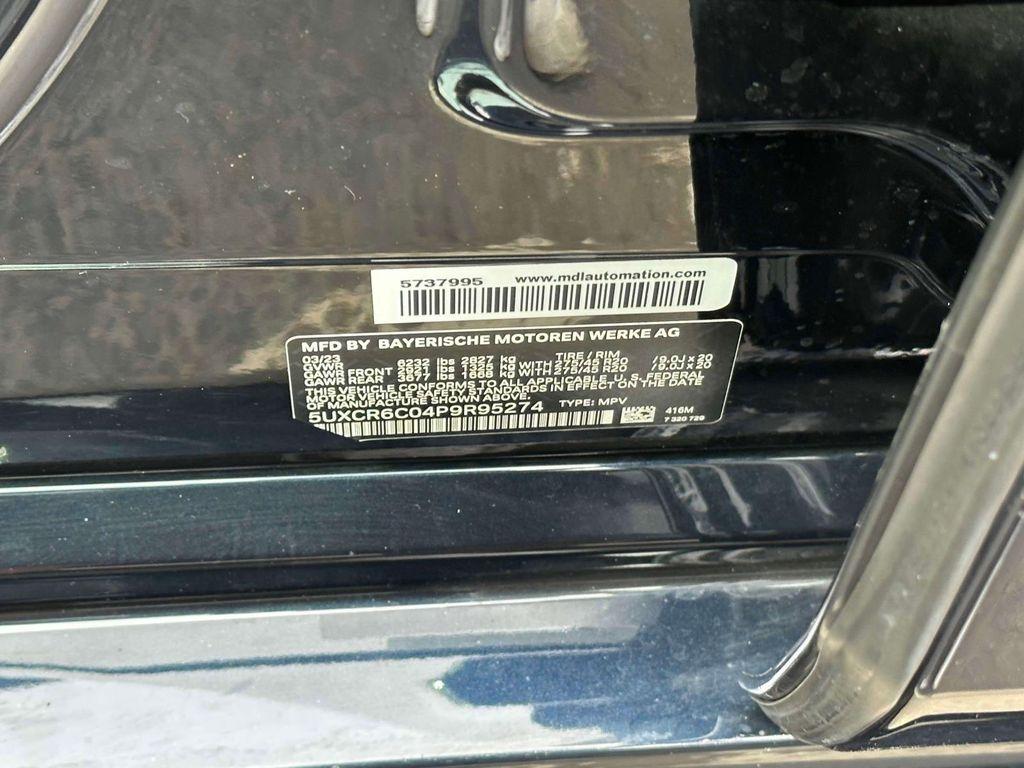 5737995 www.mdlautomation.com
MFD BY BAYERISCHE MOTOREN WERKE AG
03/23
GVWR 6232 lbs 2827 kg TIRE / RIM
GAWR FRONT lbs kg WITH 275/45 R20 /9.0J x 20
GAWR REAR lbs kg WITH 275/45 R20 /9.0J x 20
THIS VEHICLE CONFORMS TO ALL APPLICABLE U.S. FEDERAL
MOTOR VEHICLE SAFETY STANDARDS IN EFFECT ON THE DATE
OF MANUFACTURE SHOWN ABOVE.
5UXCR6C04P9R95274 TYPE: MPV
416M
7 320 729